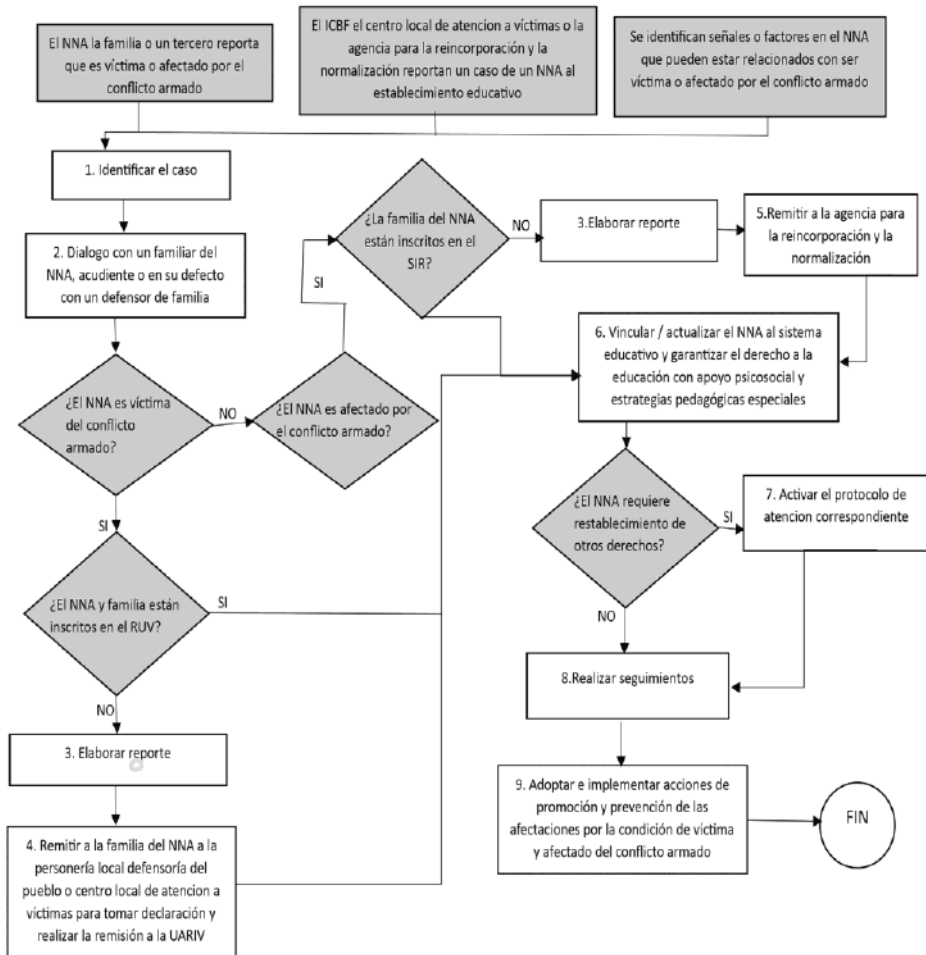 El NNA la familia o un tercero reporta
que es víctima o afectado por el
conflicto armado
El ICBF el centro local de atencion a víctimas o la
agencia para la reincorporación y la
normalización reportan un caso de un NNA al
establecimiento educativo
Se identifican señales o factores en el NNA
que pueden estar relacionados con ser
víctima o afectado por el conflicto armado
1. Identificar el caso
2. Dialogo con un familiar del
NNA, acudiente o en su defecto
con un defensor de familia
¿El NNA es víctima
del conflicto
armado?
NO
¿El NNA es afectado por
el conflicto armado?
SI
¿La familia del NNA
están inscritos en el
SIR?
NO
3.Elaborar reporte
5.Remitir a la agencia para
la reincorporación y la
normalización
SI
¿El NNA y familia están
inscritos en el RUV?
SI
NO
3. Elaborar reporte
4. Remitir a la familia del NNA a la
personería local defensoría del
pueblo o centro local de atencion a
víctimas para tomar declaración y
realizar la remisión a la UARIV
6. Vincular / actualizar el NNA al sistema
educativo y garantizar el derecho a la
educación con apoyo psicosocial y
estrategias pedagógicas especiales
¿El NNA requiere
restablecimiento de
otros derechos?
SI
7. Activar el protocolo de
atencion correspondiente
NO
8.Realizar seguimientos
9. Adoptar e implementar acciones de
promoción y prevención de las
afectaciones por la condición de víctima
y afectado del conflicto armado
FIN